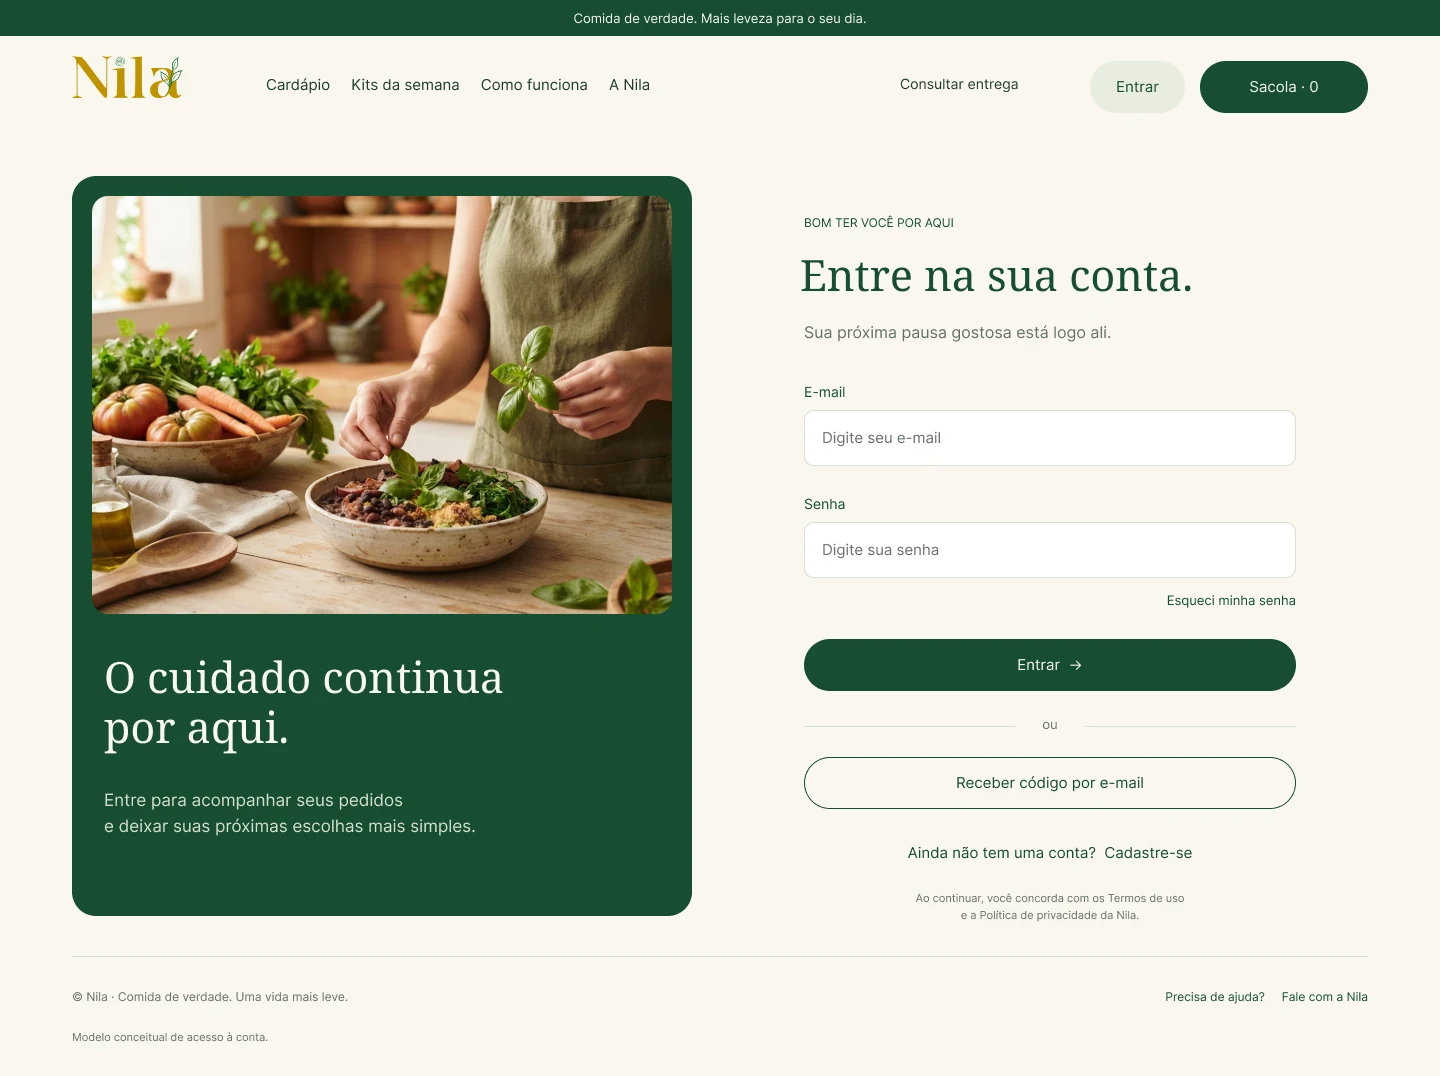 Comida de verdade. Mais leveza para o seu dia.
Nila
Cardápio
Kits da semana
Como funciona
A Nila
Consultar entrega
Entrar
Sacola · 0
O cuidado continua
por aqui.
Entre para acompanhar seus pedidos
e deixar suas próximas escolhas mais simples.
BOM TER VOCÊ POR AQUI
Entre na sua conta.
Sua próxima pausa gostosa está logo ali.
E-mail
Digite seu e-mail
Senha
Digite sua senha
Esqueci minha senha
Entrar →
ou
Receber código por e-mail
Ainda não tem uma conta? Cadastre-se
Ao continuar, você concorda com os Termos de uso
e a Política de privacidade da Nila.
© Nila · Comida de verdade. Uma vida mais leve.
Precisa de ajuda?
Fale com a Nila
Modelo conceitual de acesso à conta.